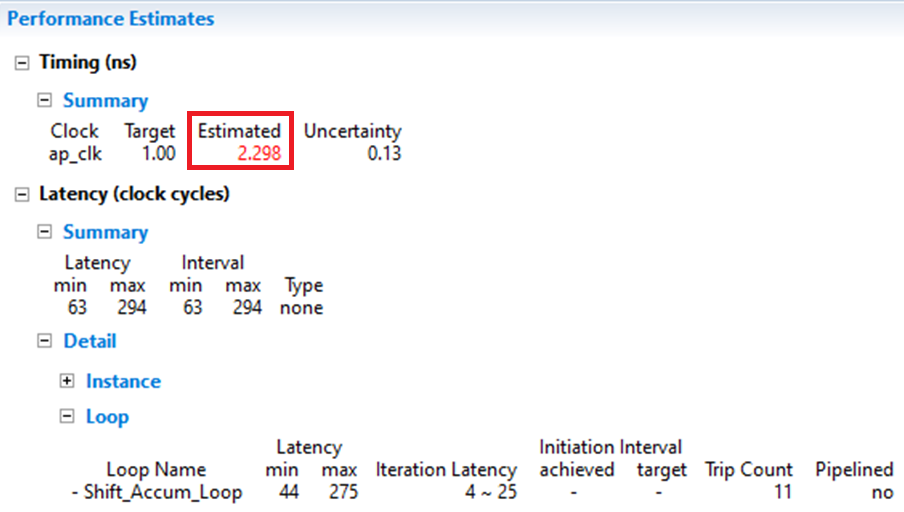 Performance Estimates
Timing (ns)
Summary
Clock Target Estimated Uncertainty
ap_clk 1.00 2.298 0.13
Latency (clock cycles)
Summary
Latency Interval
min max min max Type
63 294 63 294 none
Detail
Instance
Loop
Latency Initiation Interval
Loop Name min max Iteration Latency achieved target Trip Count Pipelined
- Shift_Accum_Loop 44 275 4 ~ 25 - - 11 no